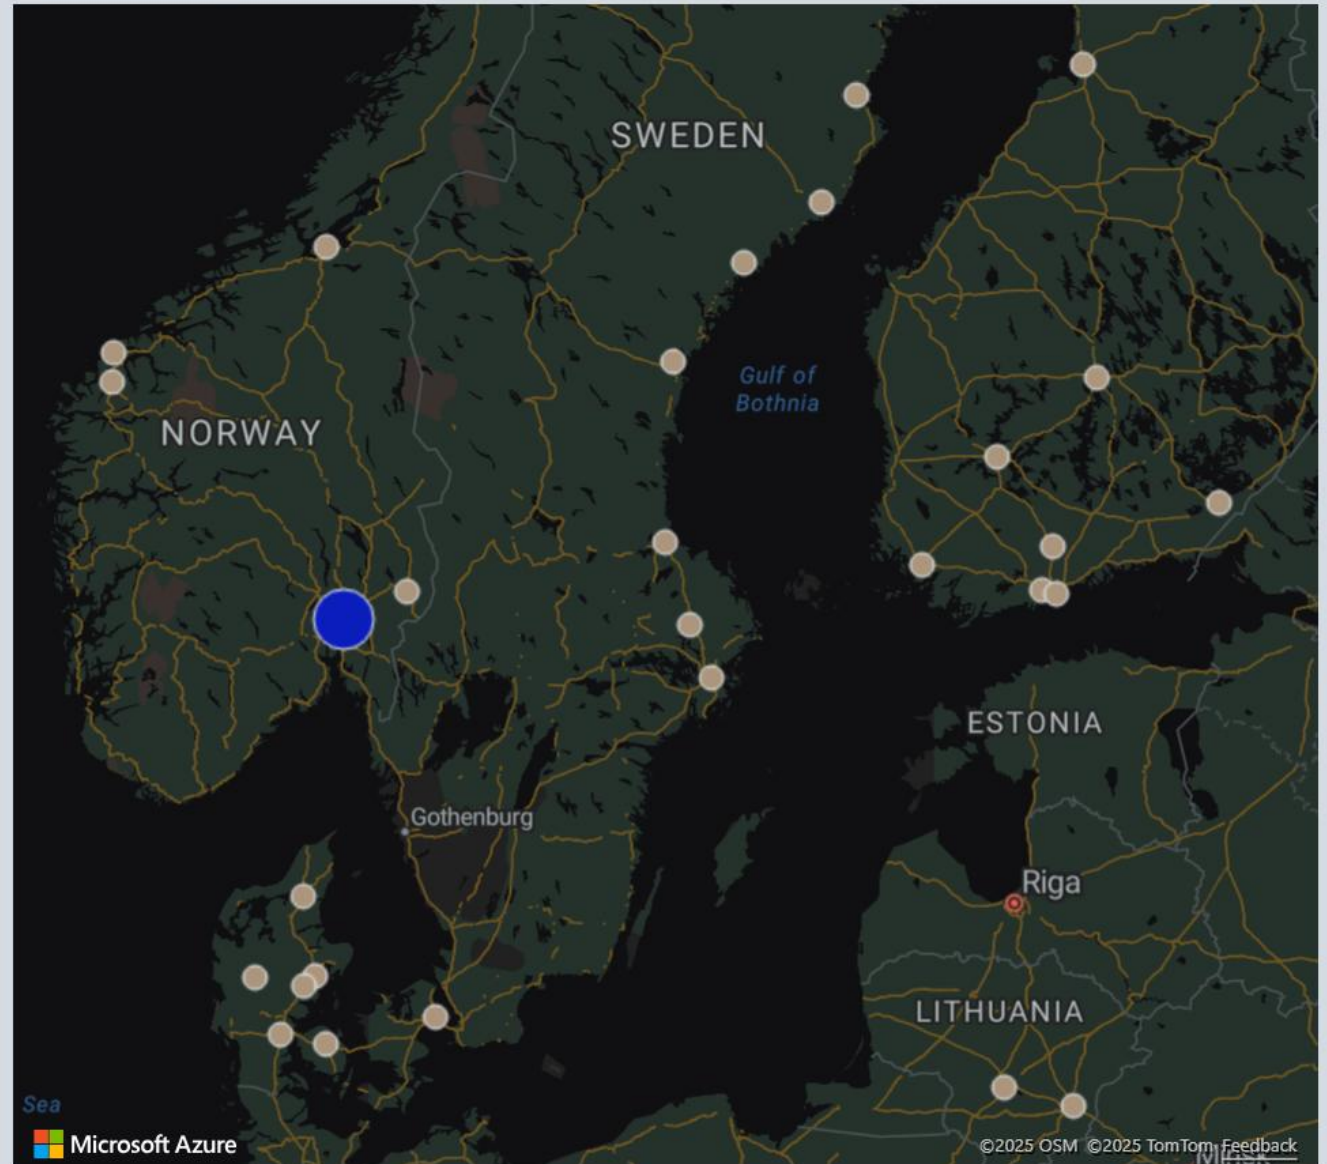 SWEDEN
Gulf of
Bothnia
NORWAY
ESTONIA
Gothenburg
Riga
LITHUANIA
Sea
Microsoft Azure
©2025 OSM ©2025 TomTom Feedback